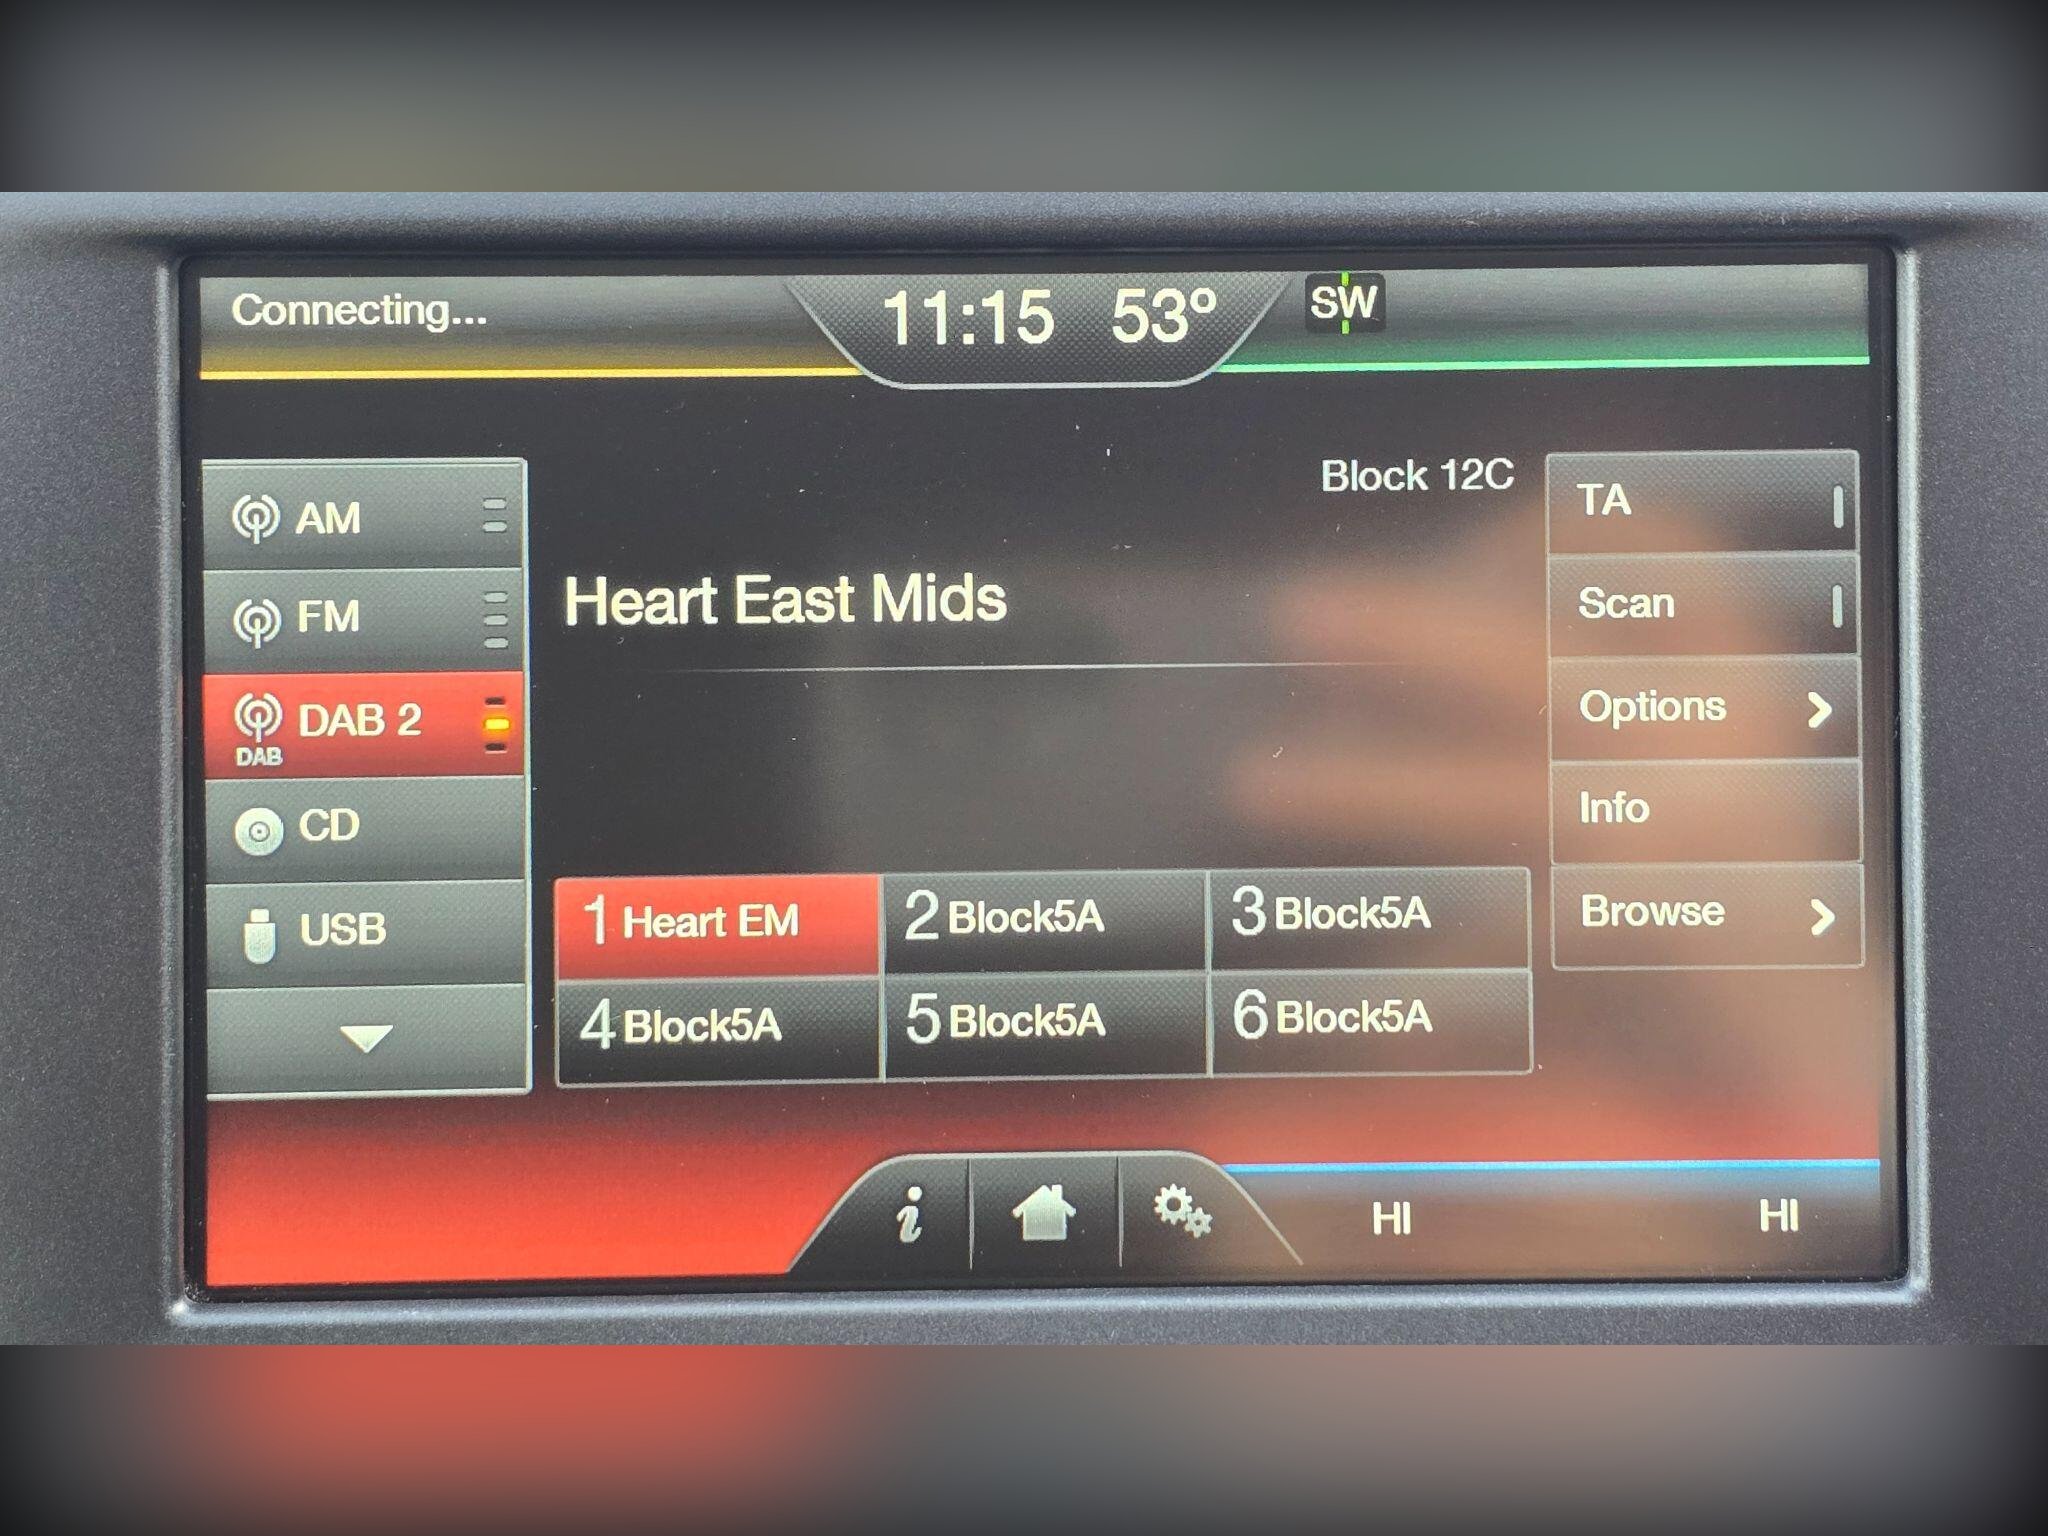 Connecting...
11:15 53°
SW
AM
FM
DAB 2
DAB
CD
USB
Block 12C
Heart East Mids
1 Heart EM
2 Block5A
3 Block5A
4 Block5A
5 Block5A
6 Block5A
TA
Scan
Options
Info
Browse
i
HI
HI